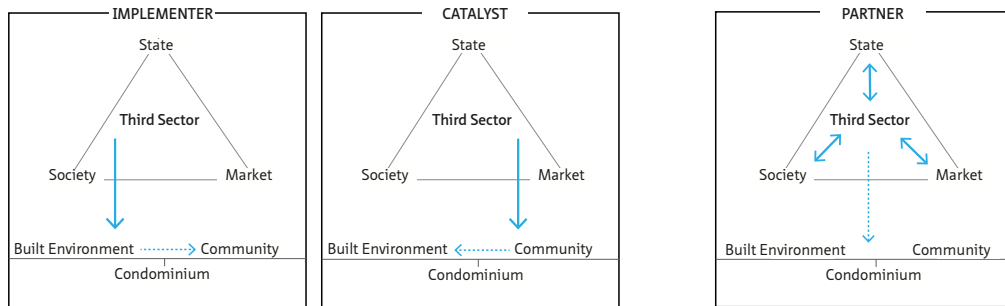 IMPLEMENTER
State
Third Sector
Society Market
Built Environment Community
Condominium
CATALYST
State
Third Sector
Society Market
Built Environment Community
Condominium
PARTNER
State
Third Sector
Society Market
Built Environment Community
Condominium